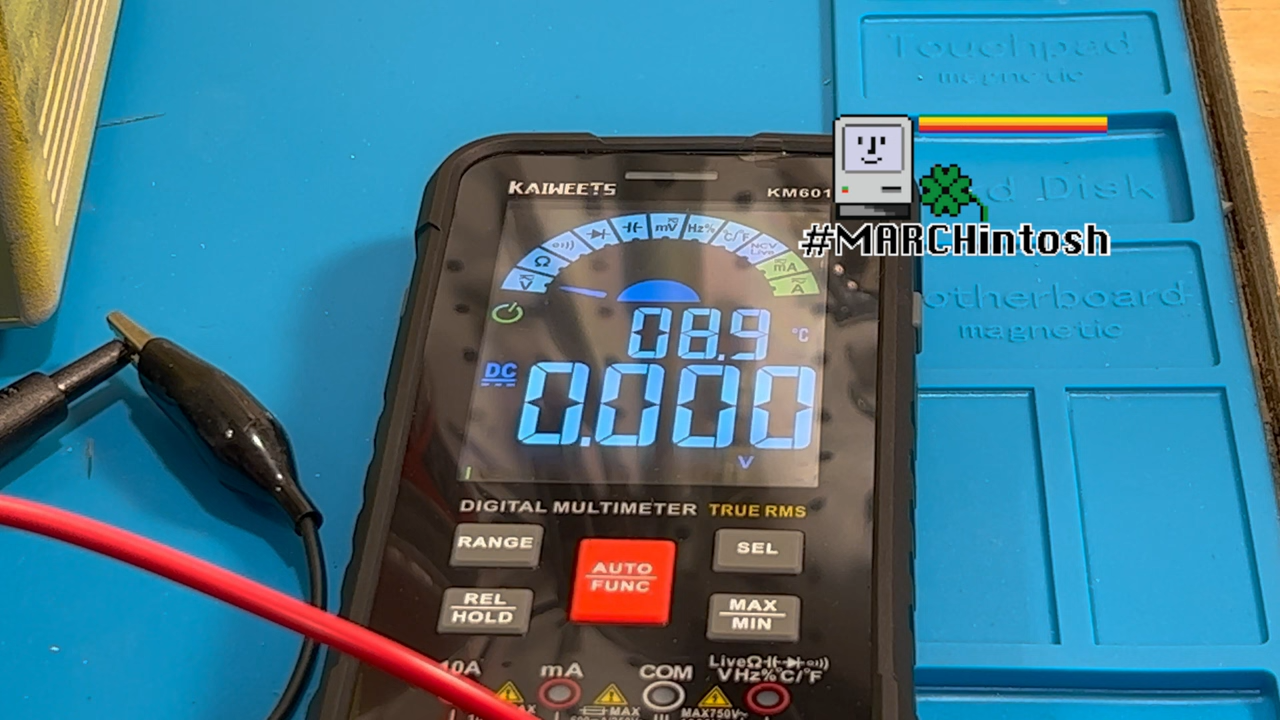 Touchpad
magnetic
Disk
magnetic
#MARCHintosh
KAIWEETS
KM601
V
Ω
mV
Hz%
°C/°F
NCV
Live
mA
A
08.9 °C
DC
0.000
V
DIGITAL MULTIMETER TRUE RMS
RANGE
AUTO
FUNC
SEL
REL
HOLD
MAX
MIN
10A
mA
COM
LiveΩ
VHz%°C/°F
MAX
MAX750V~